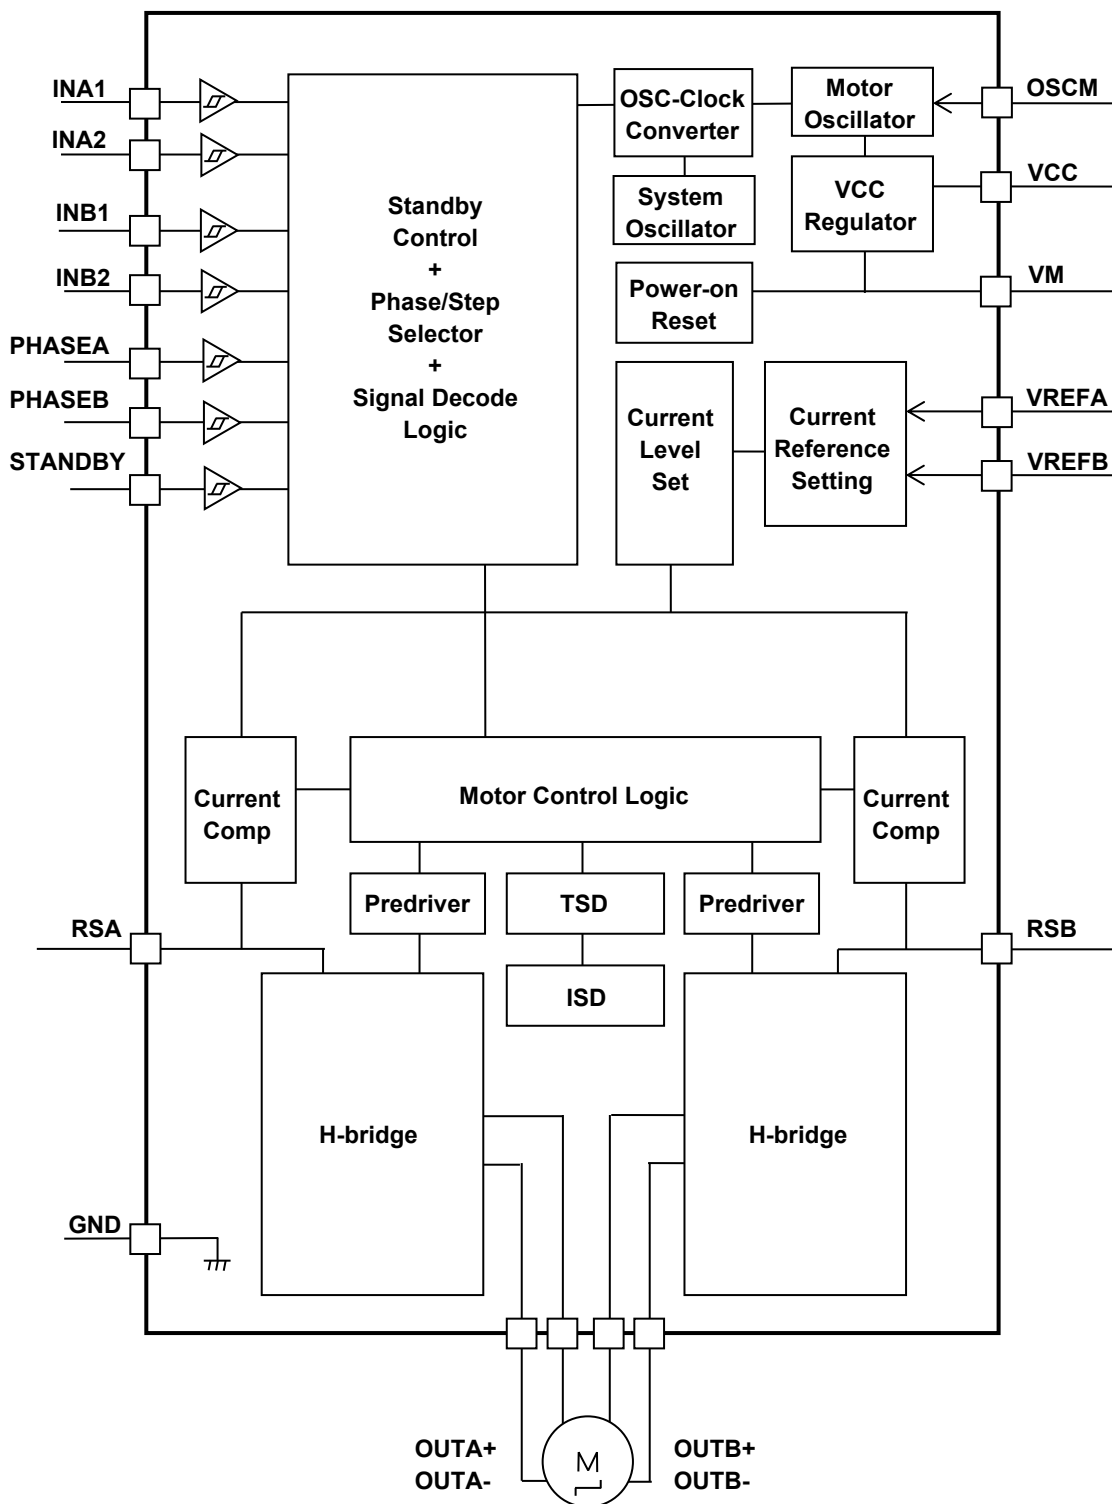 INA1
INA2
INB1
INB2
PHASEA
PHASEB
STANDBY
Standby
Control
+
Phase/Step
Selector
+
Signal Decode
Logic
OSC-Clock
Converter
Motor
Oscillator
System
Oscillator
VCC
Regulator
Power-on
Reset
Current
Level
Set
Current
Reference
Setting
OSCM
VCC
VM
VREFA
VREFB
Current
Comp
Motor Control Logic
Current
Comp
Predriver
TSD
Predriver
ISD
RSA
RSB
H-bridge
H-bridge
GND
OUTA+
OUTA-
M
OUTB+
OUTB-